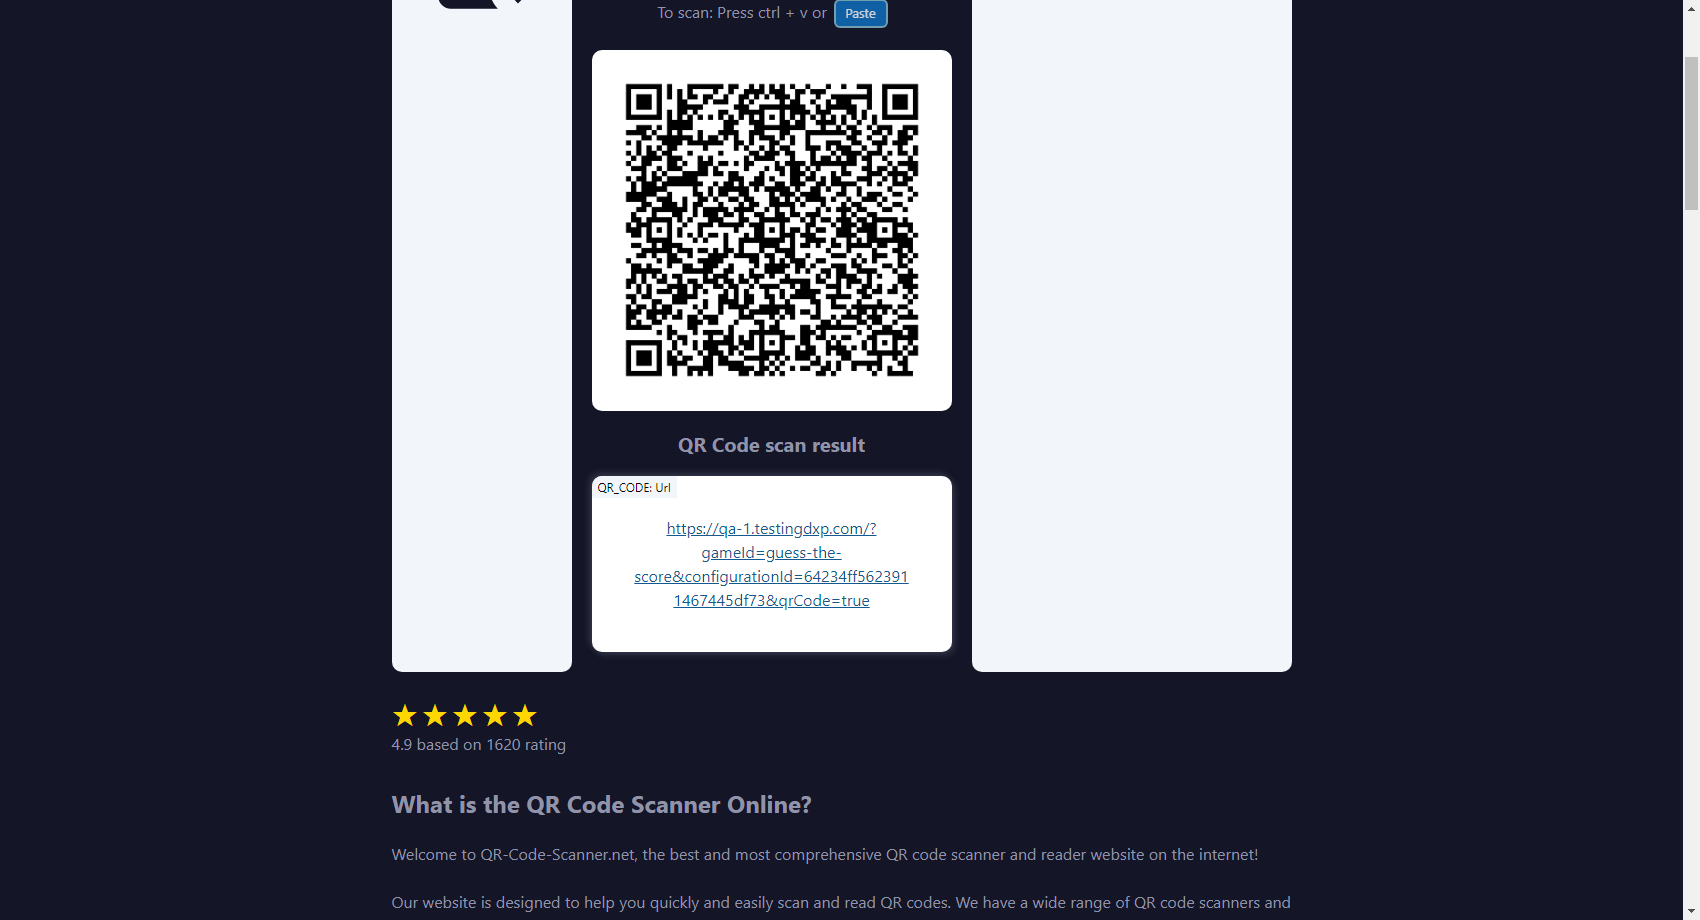 To scan: Press ctrl + v or Paste
QR Code scan result
QR_CODE: Url
https://qa-1.testingdxp.com/?
gameId=guess-the-
score&configurationId=64234ff562391
1467445df73&qrCode=true
4.9 based on 1620 rating
What is the QR Code Scanner Online?
Welcome to QR-Code-Scanner.net, the best and most comprehensive QR code scanner and reader website on the internet!
Our website is designed to help you quickly and easily scan and read QR codes. We have a wide range of QR code scanners and